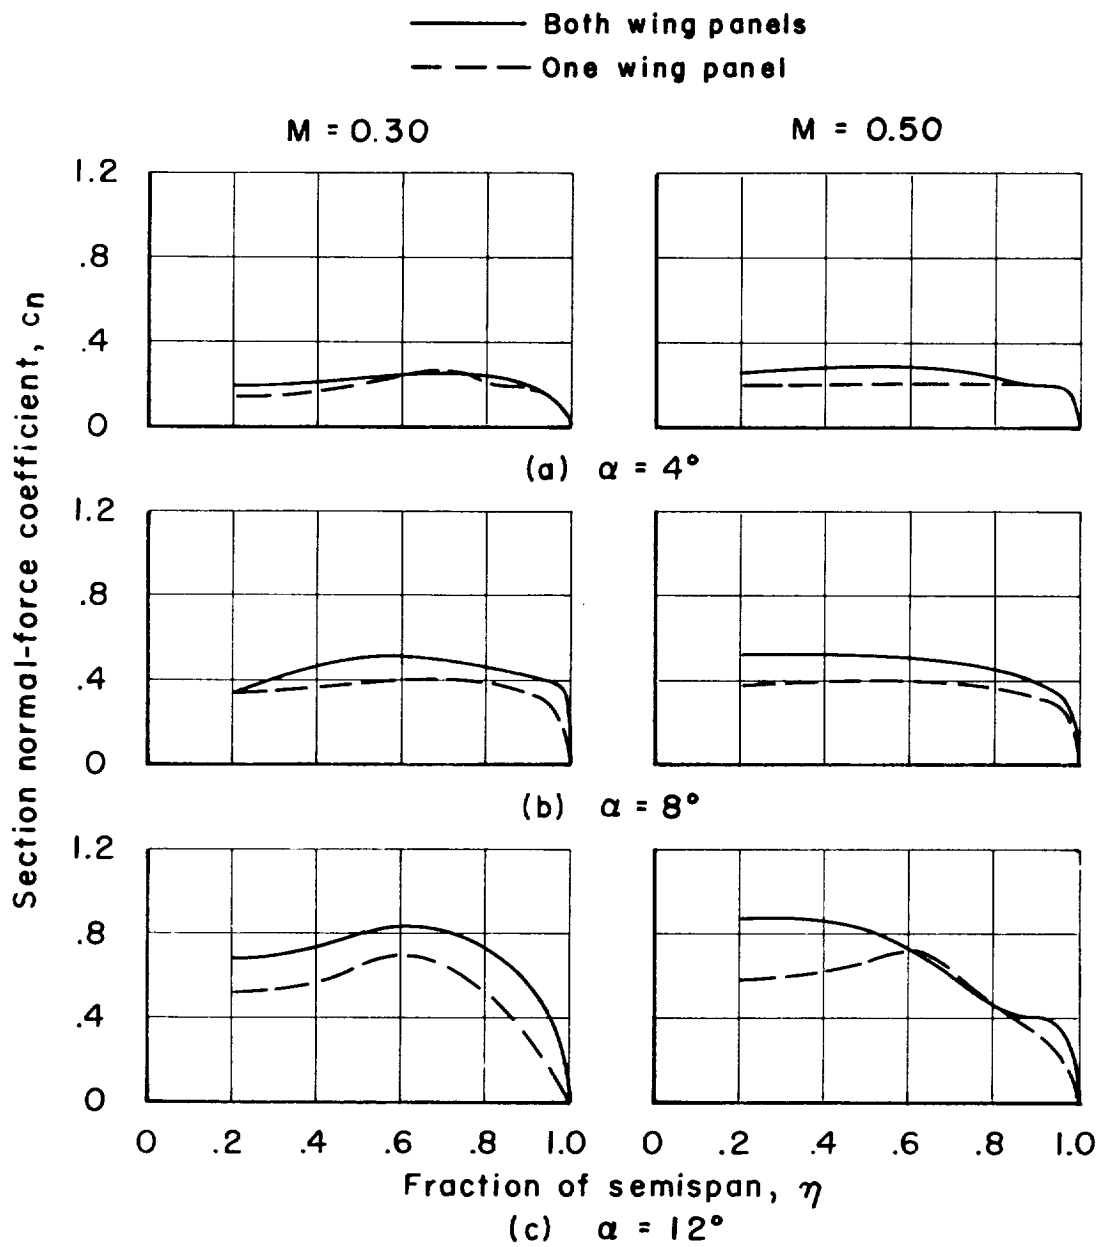 Both wing panels
One wing panel
M = 0.30
M = 0.50
Section normal-force coefficient, cn
1.2
.8
.4
0
(a) α = 4°
1.2
.8
.4
0
(b) α = 8°
1.2
.8
.4
0
0 .2 .4 .6 .8 1.0
0 .2 .4 .6 .8 1.0
Fraction of semispan, η
(c) α = 12°